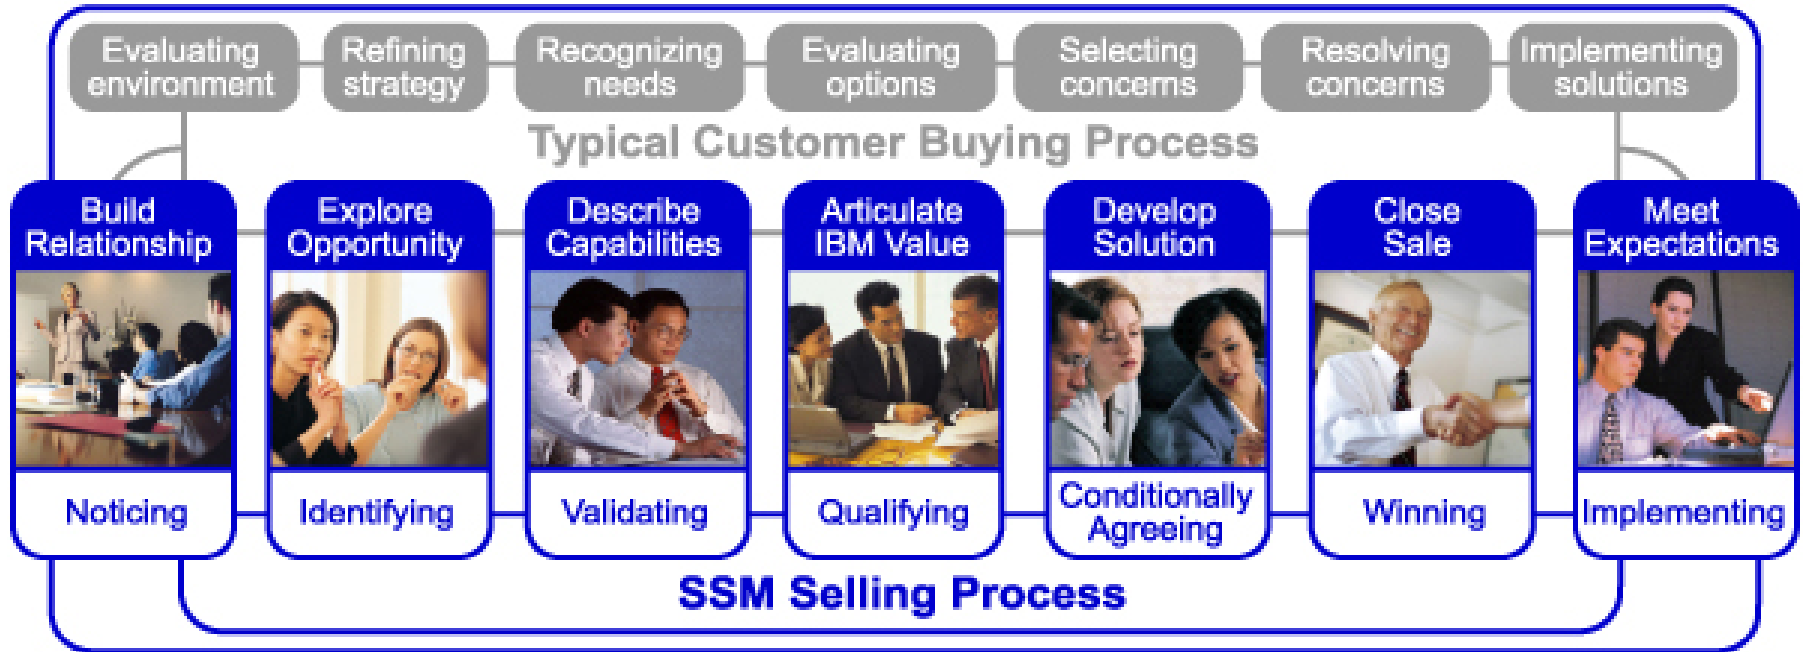 Evaluating
environment
Refining
strategy
Recognizing
needs
Evaluating
options
Selecting
concerns
Resolving
concerns
Implementing
solutions
Typical Customer Buying Process
Build
Relationship
Explore
Opportunity
Describe
Capabilities
Articulate
IBM Value
Develop
Solution
Close
Sale
Meet
Expectations
Noticing
Identifying
Validating
Qualifying
Conditionally
Agreeing
Winning
Implementing
SSM Selling Process